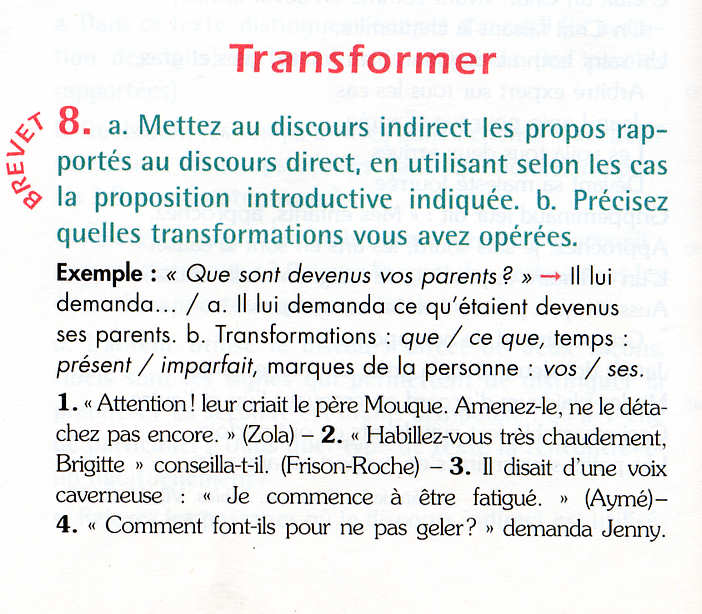 Transformer
BREVET
8. a. Mettez au discours indirect les propos rap-
portés au discours direct, en utilisant selon les cas
la proposition introductive indiquée. b. Précisez
quelles transformations vous avez opérées.
Exemple : « Que sont devenus vos parents ? » → Il lui
demanda... / a. Il lui demanda ce qu'étaient devenus
ses parents. b. Transformations : que / ce que, temps :
présent / imparfait, marques de la personne : vos / ses.
1. « Attention ! leur criait le père Mouque. Amenez-le, ne le déta-
chez pas encore. » (Zola) – 2. « Habillez-vous très chaudement,
Brigitte » conseilla-t-il. (Frison-Roche) – 3. Il disait d'une voix
caverneuse : « Je commence à être fatigué. » (Aymé)–
4. « Comment font-ils pour ne pas geler ? » demanda Jenny.